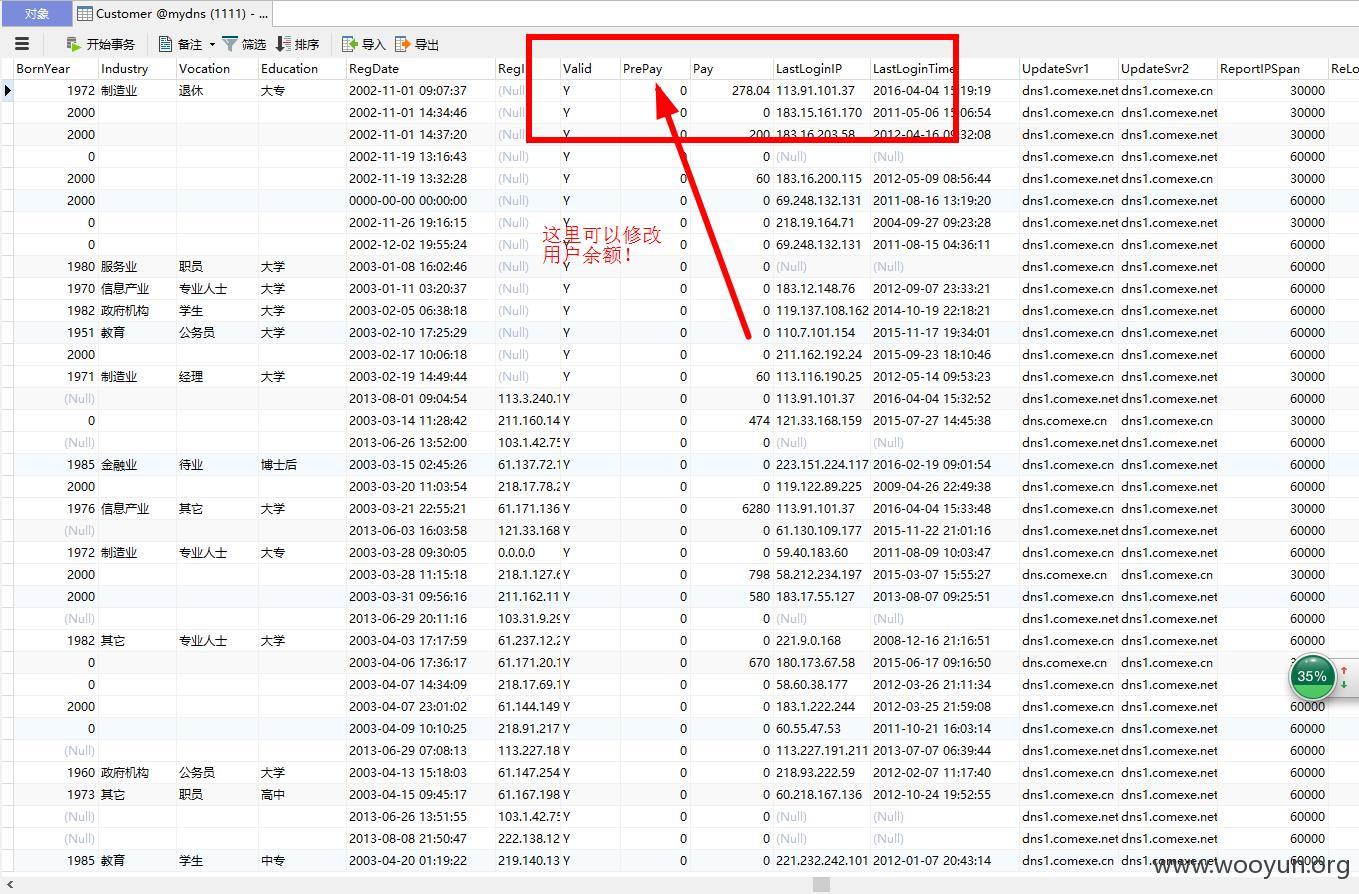 对象 Customer @mydns (1111) - ...
开始事务 备注 筛选 排序 导入 导出
BornYear Industry Vocation Education RegDate RegI Valid PrePay Pay LastLoginIP LastLoginTime UpdateSvr1 UpdateSvr2 ReportIPSpan ReLo
1972 制造业 退休 大专 2002-11-01 09:07:37 (Null Y 0 278.04 113.91.101.37 2016-04-04 15:19:19 dns1.comexe.net dns1.comexe.cn 30000
2000 2002-11-01 14:34:46 (Null Y 0 0 183.15.161.170 2011-05-06 15:06:54 dns1.comexe.cn dns1.comexe.net 60000
2000 2002-11-01 14:37:20 (Null Y 0 200 183.16.203.58 2012-04-16 09:32:08 dns1.comexe.cn dns1.comexe.net 30000
0 2002-11-19 13:16:43 (Null) Y 0 0 (Null) (Null) dns1.comexe.cn dns1.comexe.net 60000
2000 2002-11-19 13:32:28 (Null) Y 0 60 183.16.200.115 2012-05-09 08:56:44 dns1.comexe.net dns1.comexe.cn 30000
2000 0000-00-00 00:00:00 (Null) Y 0 0 69.248.132.131 2011-08-16 13:19:20 dns1.comexe.cn dns1.comexe.net 60000
0 2002-11-26 19:16:15 (Null) Y 0 0 218.19.164.71 2004-09-27 09:23:28 dns1.comexe.cn dns1.comexe.net 30000
这里可以修改
用户余额！
0 2002-12-02 19:55:24 (Null) Y 0 0 69.248.132.131 2011-08-15 04:36:11 dns1.comexe.cn dns1.comexe.net 60000
1980 服务业 职员 大学 2003-01-08 16:02:46 (Null) Y 0 0 (Null) (Null) dns1.comexe.cn dns1.comexe.net 60000
1970 信息产业 专业人士 大学 2003-01-11 03:20:37 (Null) Y 0 0 183.12.148.76 2012-09-07 23:33:21 dns1.comexe.cn dns1.comexe.net 60000
1982 政府机构 学生 大学 2003-02-05 06:38:18 (Null) Y 0 0 119.137.108.162 2014-10-19 22:18:21 dns1.comexe.cn dns1.comexe.net 60000
1951 教育 公务员 大学 2003-02-10 17:25:29 (Null) Y 0 0 110.7.101.154 2015-11-17 19:34:01 dns1.comexe.cn dns1.comexe.net 60000
2000 2003-02-17 10:06:18 (Null) Y 0 0 211.162.192.24 2015-09-23 18:10:46 dns1.comexe.cn dns1.comexe.net 60000
1971 制造业 经理 大学 2003-02-19 14:49:44 (Null) Y 0 60 113.116.190.25 2012-05-14 09:53:23 dns1.comexe.cn dns1.comexe.net 30000
(Null) 2013-08-01 09:04:54 113.3.240.1 Y 0 0 113.91.101.37 2016-04-04 15:32:52 dns1.comexe.cn dns1.comexe.net 60000
0 2003-03-14 11:28:42 211.160.14 Y 0 474 121.33.168.159 2015-07-27 14:45:38 dns.comexe.cn dns1.comexe.cn 30000
(Null) 2013-06-26 13:52:00 103.1.42.75 Y 0 0 (Null) (Null) dns1.comexe.net dns1.comexe.cn 60000
1985 金融业 待业 博士后 2003-03-15 02:45:26 61.137.72.1 Y 0 0 223.151.224.117 2016-02-19 09:01:54 dns1.comexe.cn dns1.comexe.net 60000
2000 2003-03-20 11:03:54 218.17.78.2 Y 0 0 119.122.89.225 2009-04-26 22:49:38 dns1.comexe.cn dns1.comexe.net 60000
1976 信息产业 其它 大学 2003-03-21 22:55:21 61.171.136 Y 0 6280 113.91.101.37 2016-04-04 15:33:48 dns1.comexe.cn dns1.comexe.net 30000
(Null) 2013-06-03 16:03:58 121.33.168 Y 0 0 61.130.109.177 2015-11-22 21:01:16 dns1.comexe.net dns1.comexe.cn 60000
1972 制造业 专业人士 大专 2003-03-28 09:30:05 0.0.0.0 Y 0 0 59.40.183.60 2011-08-09 10:03:47 dns1.comexe.cn dns1.comexe.net 60000
2000 2003-03-28 11:15:18 218.1.127.6 Y 0 798 58.212.234.197 2015-03-07 15:55:27 dns.comexe.cn dns1.comexe.cn 30000
2000 2003-03-31 09:56:16 211.162.11 Y 0 580 183.17.55.127 2013-08-07 09:25:51 dns1.comexe.cn dns1.comexe.net 60000
(Null) 2013-06-29 20:11:16 103.31.9.29 Y 0 0 (Null) (Null) dns1.comexe.net dns1.comexe.cn 60000
1982 其它 专业人士 大学 2003-04-03 17:17:59 61.237.12.2 Y 0 0 221.9.0.168 2008-12-16 21:16:51 dns1.comexe.cn dns1.comexe.net 60000
0 2003-04-06 17:36:17 61.171.20.1 Y 0 670 180.173.67.58 2015-06-17 09:16:50 dns.comexe.cn dns1.comexe.cn
0 2003-04-07 14:34:09 218.17.69.1 Y 0 0 58.60.38.177 2012-03-26 21:11:34 dns1.comexe.cn dns1.comexe.net
35%
2000 2003-04-07 23:01:02 61.144.149 Y 0 0 183.1.222.244 2012-03-25 21:59:08 dns1.comexe.cn dns1.comexe.net 60000
0 2003-04-09 10:10:25 218.91.217 Y 0 0 60.55.47.53 2011-10-21 16:03:14 dns1.comexe.cn dns1.comexe.net 60000
(Null) 2013-06-29 07:08:13 113.227.18 Y 0 0 113.227.191.211 2013-07-07 06:39:44 dns1.comexe.net dns1.comexe.cn 60000
1960 政府机构 公务员 大学 2003-04-13 15:18:03 61.147.254 Y 0 0 218.93.222.59 2012-02-07 11:17:40 dns1.comexe.cn dns1.comexe.net 60000
1973 其它 职员 高中 2003-04-15 09:45:17 61.167.198 Y 0 0 60.218.167.136 2012-10-24 19:52:55 dns1.comexe.cn dns1.comexe.net 60000
(Null) 2013-06-26 13:51:55 103.1.42.75 Y 0 0 (Null) (Null) dns1.comexe.net dns1.comexe.cn 60000
(Null) 2013-08-08 21:50:47 222.138.12 Y 0 0 (Null) (Null) dns1.comexe.net dns1.comexe.cn 60000
1985 教育 学生 中专 2003-04-20 01:19:22 219.140.13 Y 0 0 221.232.242.101 2012-01-07 20:43:14 dns1.comexe.cn dns1.comexe.net 60000
www.wooyun.org